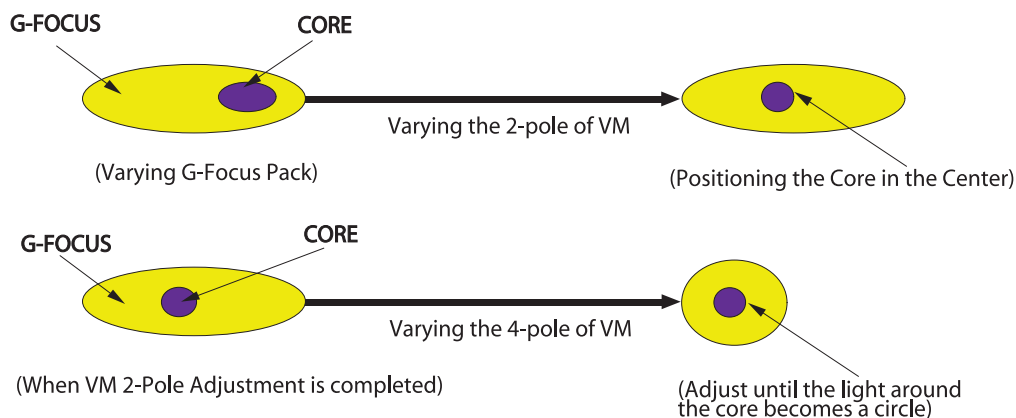 G-FOCUS
CORE
Varying the 2-pole of VM
(Varying G-Focus Pack)
(Positioning the Core in the Center)
G-FOCUS
CORE
Varying the 4-pole of VM
(When VM 2-Pole Adjustment is completed)
(Adjust until the light around
the core becomes a circle)